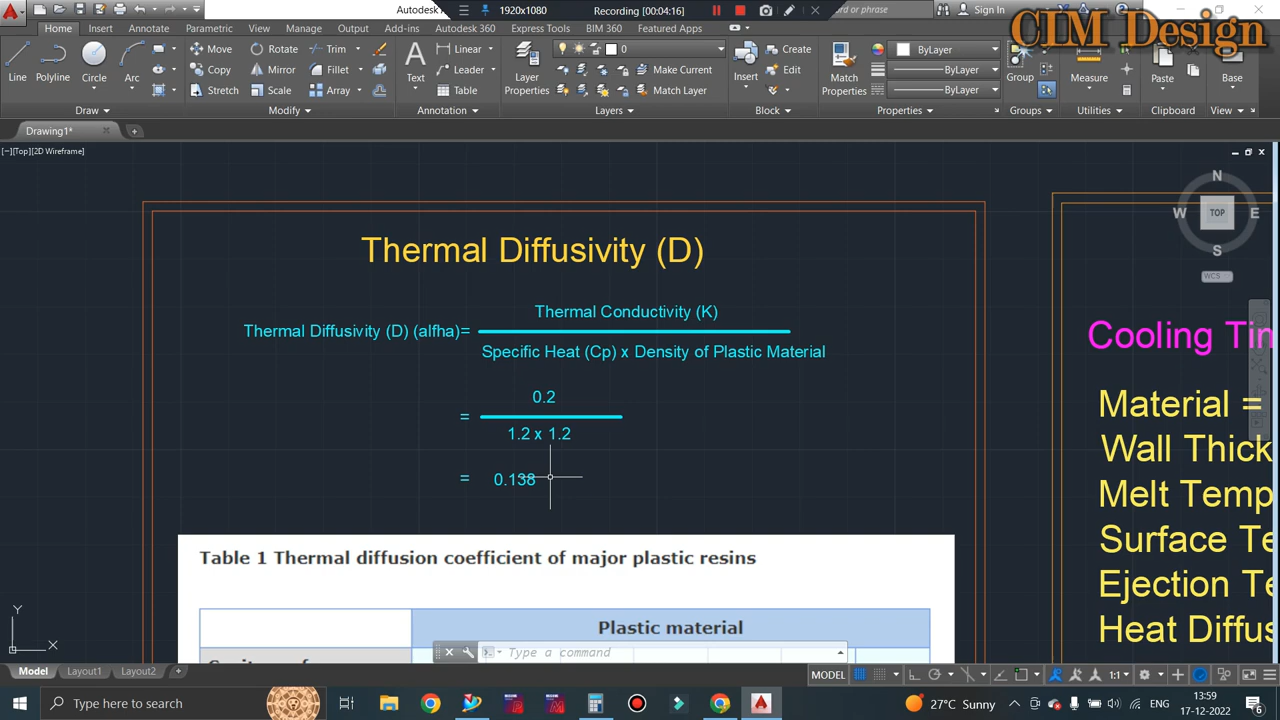 Autodesk
1920x1080
Recording [00:04:16]
or phrase
Sign In
CIM Design
Home Insert Annotate Parametric View Manage Output Add-ins Autodesk 360 Express Tools BIM 360 Featured Apps
Line Polyline Circle Arc
Move Rotate Trim
Copy Mirror Fillet
Stretch Scale Array
Text
Linear
Leader
Table
Layer Properties
0
Make Current
Match Layer
Insert
Create
Edit
Match Properties
ByLayer
ByLayer
ByLayer
Group
Measure
Paste
Base
Draw Modify Annotation Layers Block Properties Groups Utilities Clipboard View
Drawing1*
[−][Top][2D Wireframe]
N
W TOP E
S
WCS
Thermal Diffusivity (D)
Thermal Conductivity (K)
Thermal Diffusivity (D) (alfha)=
Specific Heat (Cp) x Density of Plastic Material
0.2
=
1.2 x 1.2
= 0.138
Cooling Tim
Material =
Wall Thick
Melt Temp
Surface Te
Ejection Te
Heat Diffus
Table 1 Thermal diffusion coefficient of major plastic resins
Plastic material
Type a command
Y
X
Model Layout1 Layout2
MODEL
1:1
Type here to search
27°C Sunny
ENG
13:59
17-12-2022
6